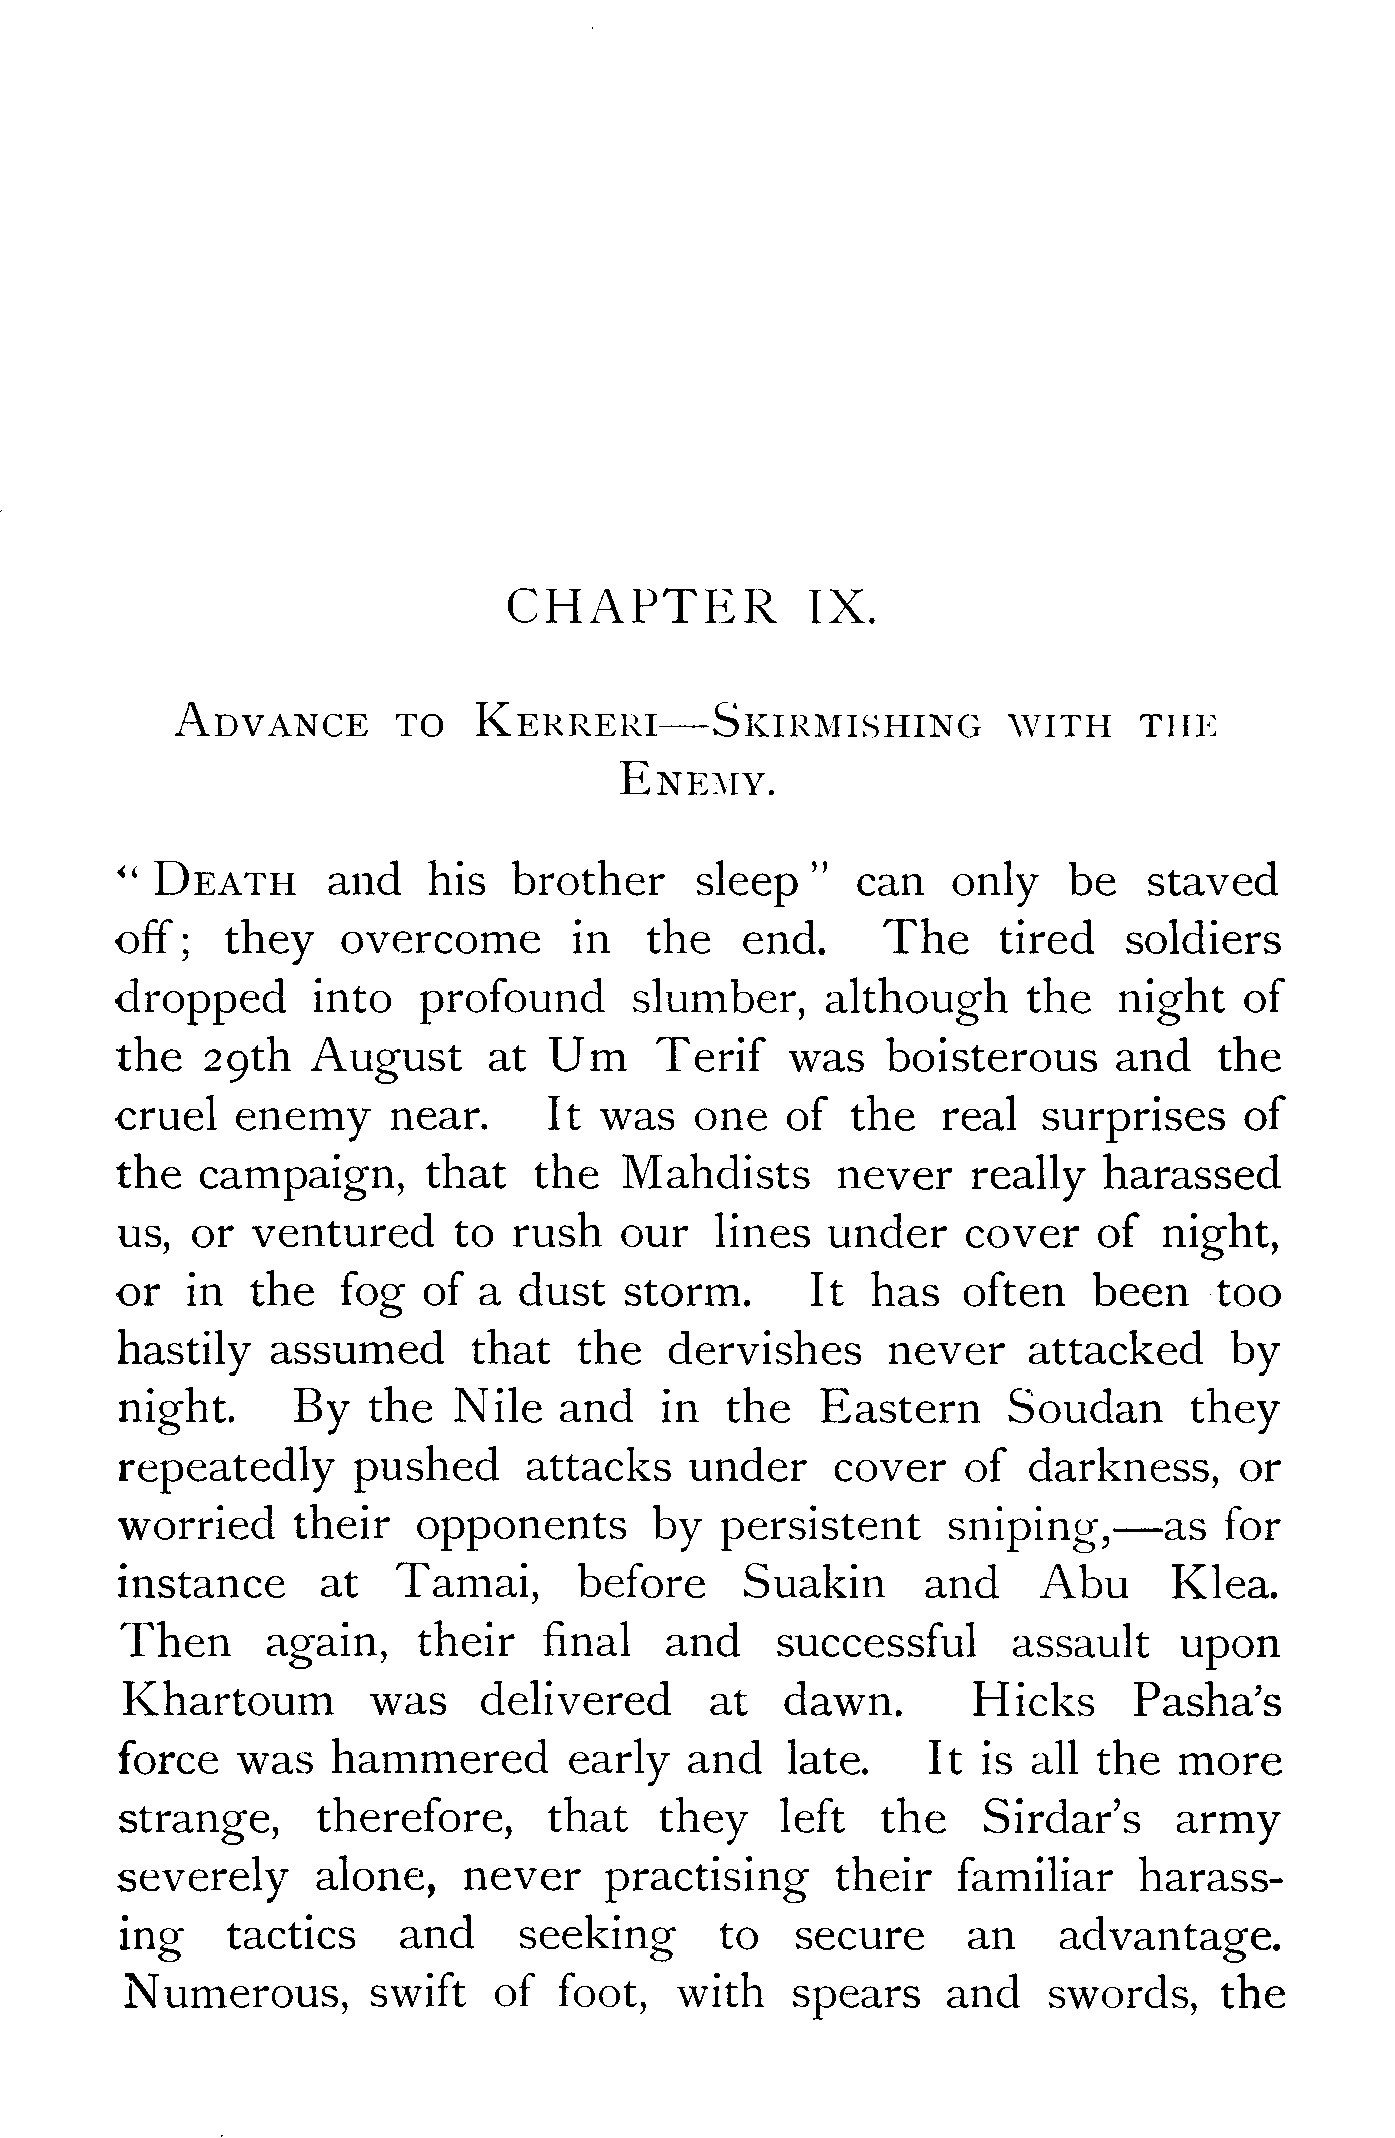 CHAPTER IX.
Advance to Kerreri—Skirmishing with the
Enemy.
" Death and his brother sleep " can only be staved
off; they overcome in the end. The tired soldiers
dropped into profound slumber, although the night of
the 29th August at Um Terif was boisterous and the
cruel enemy near. It was one of the real surprises of
the campaign, that the Mahdists never really harassed
us, or ventured to rush our lines under cover of night,
or in the fog of a dust storm. It has often been too
hastily assumed that the dervishes never attacked by
night. By the Nile and in the Eastern Soudan they
repeatedly pushed attacks under cover of darkness, or
worried their opponents by persistent sniping,—as for
instance at Tamai, before Suakin and Abu Klea.
Then again, their final and successful assault upon
Khartoum was delivered at dawn. Hicks Pasha's
force was hammered early and late. It is all the more
strange, therefore, that they left the Sirdar's army
severely alone, never practising their familiar harass-
ing tactics and seeking to secure an advantage.
Numerous, swift of foot, with spears and swords, the